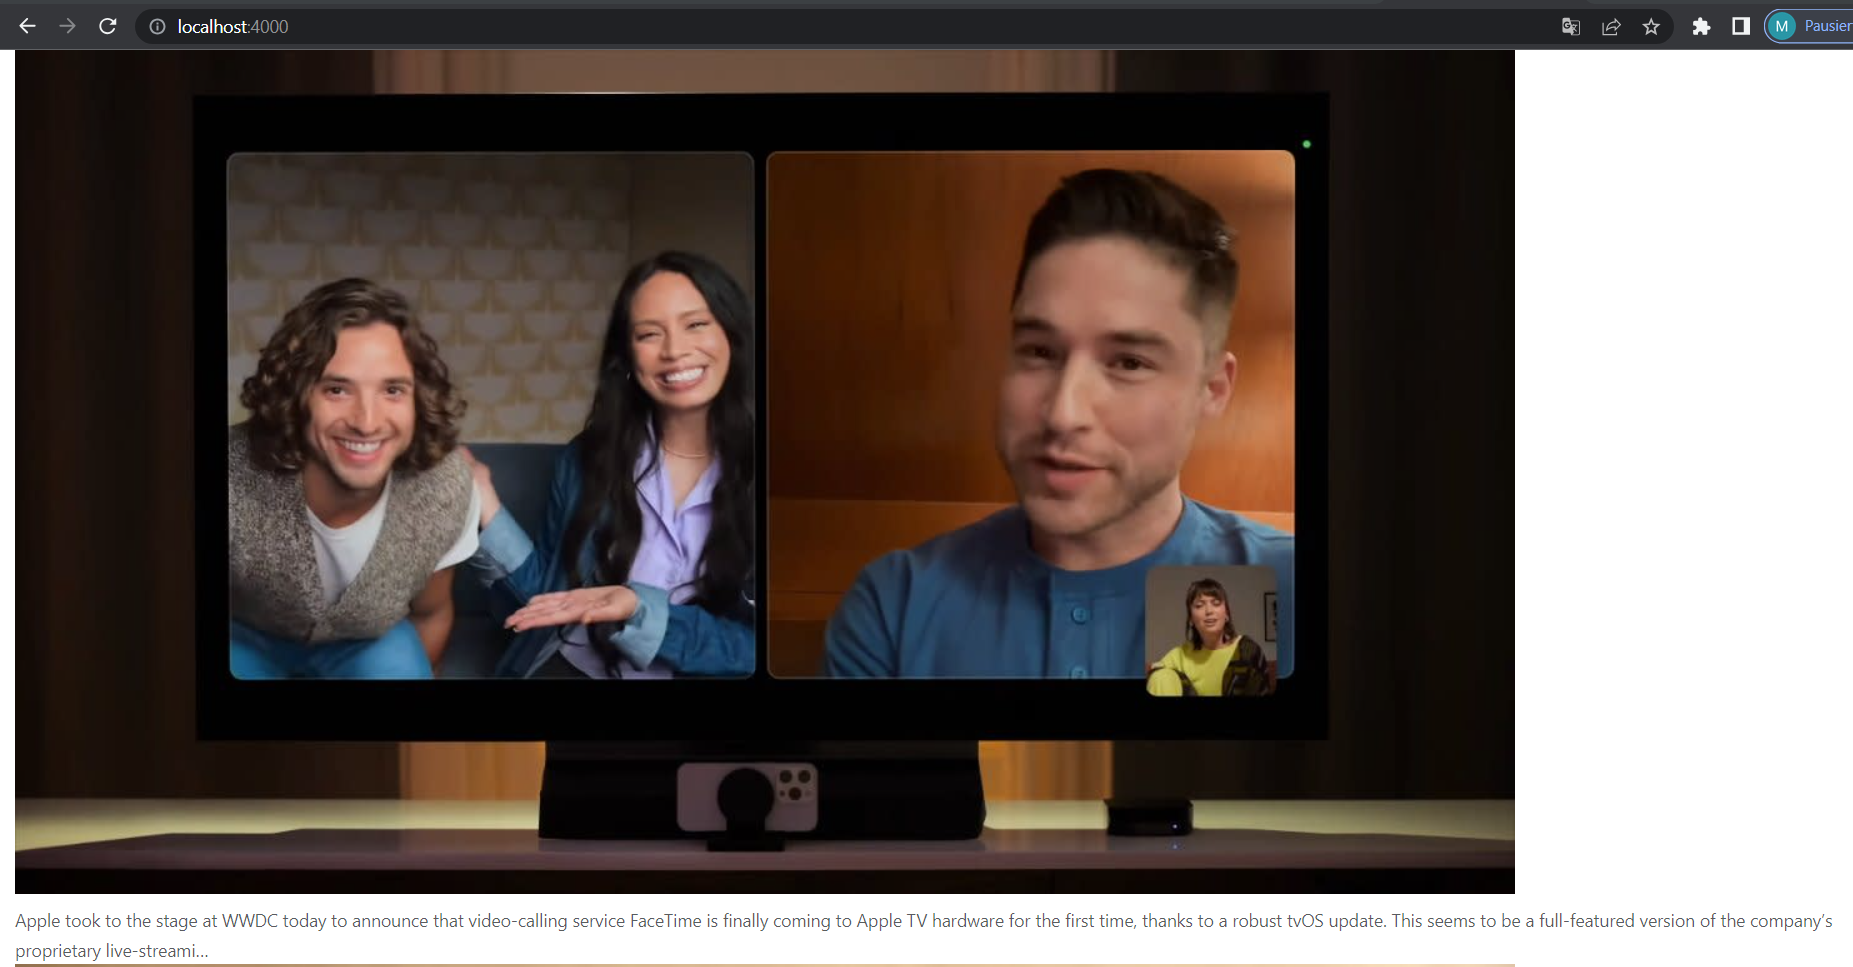 localhost:4000
M Pausier
Apple took to the stage at WWDC today to announce that video-calling service FaceTime is finally coming to Apple TV hardware for the first time, thanks to a robust tvOS update. This seems to be a full-featured version of the company’s
proprietary live-streami…